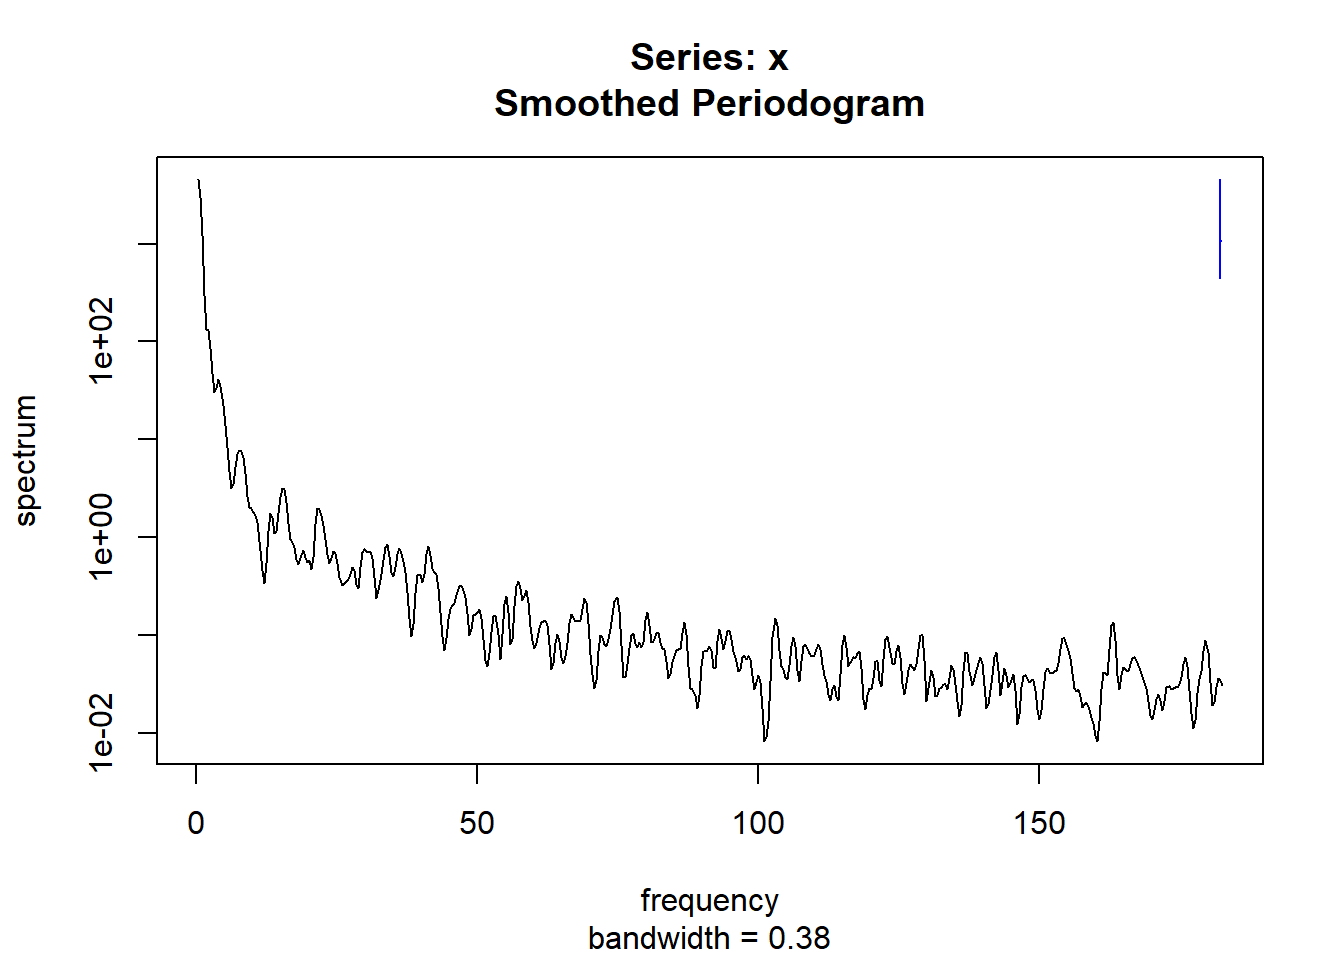 Series: x
Smoothed Periodogram
spectrum
1e+02
1e+00
1e-02
0 50 100 150
frequency
bandwidth = 0.38